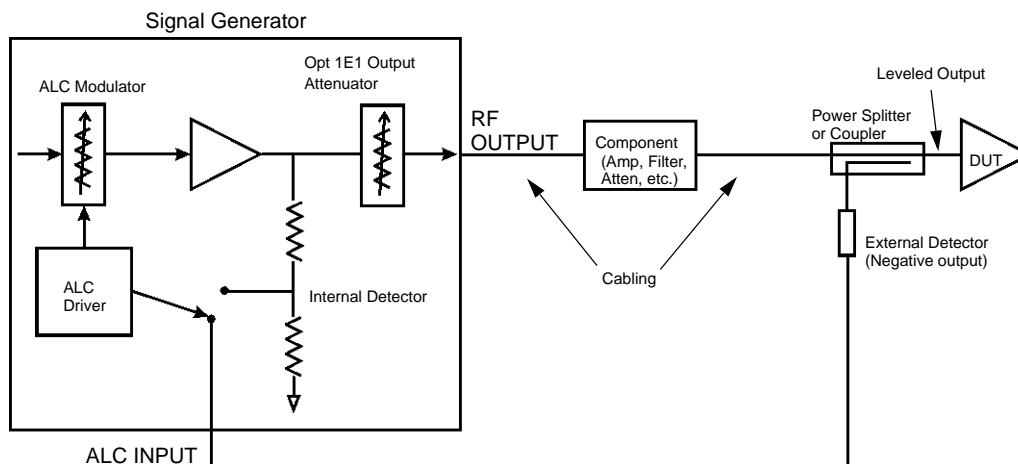 Signal Generator
Opt 1E1 Output
Attenuator
ALC Modulator
Leveled Output
RF
OUTPUT
Power Splitter
or Coupler
Component
(Amp, Filter,
Atten, etc.)
DUT
External Detector
(Negative output)
Cabling
ALC
Driver
Internal Detector
ALC INPUT